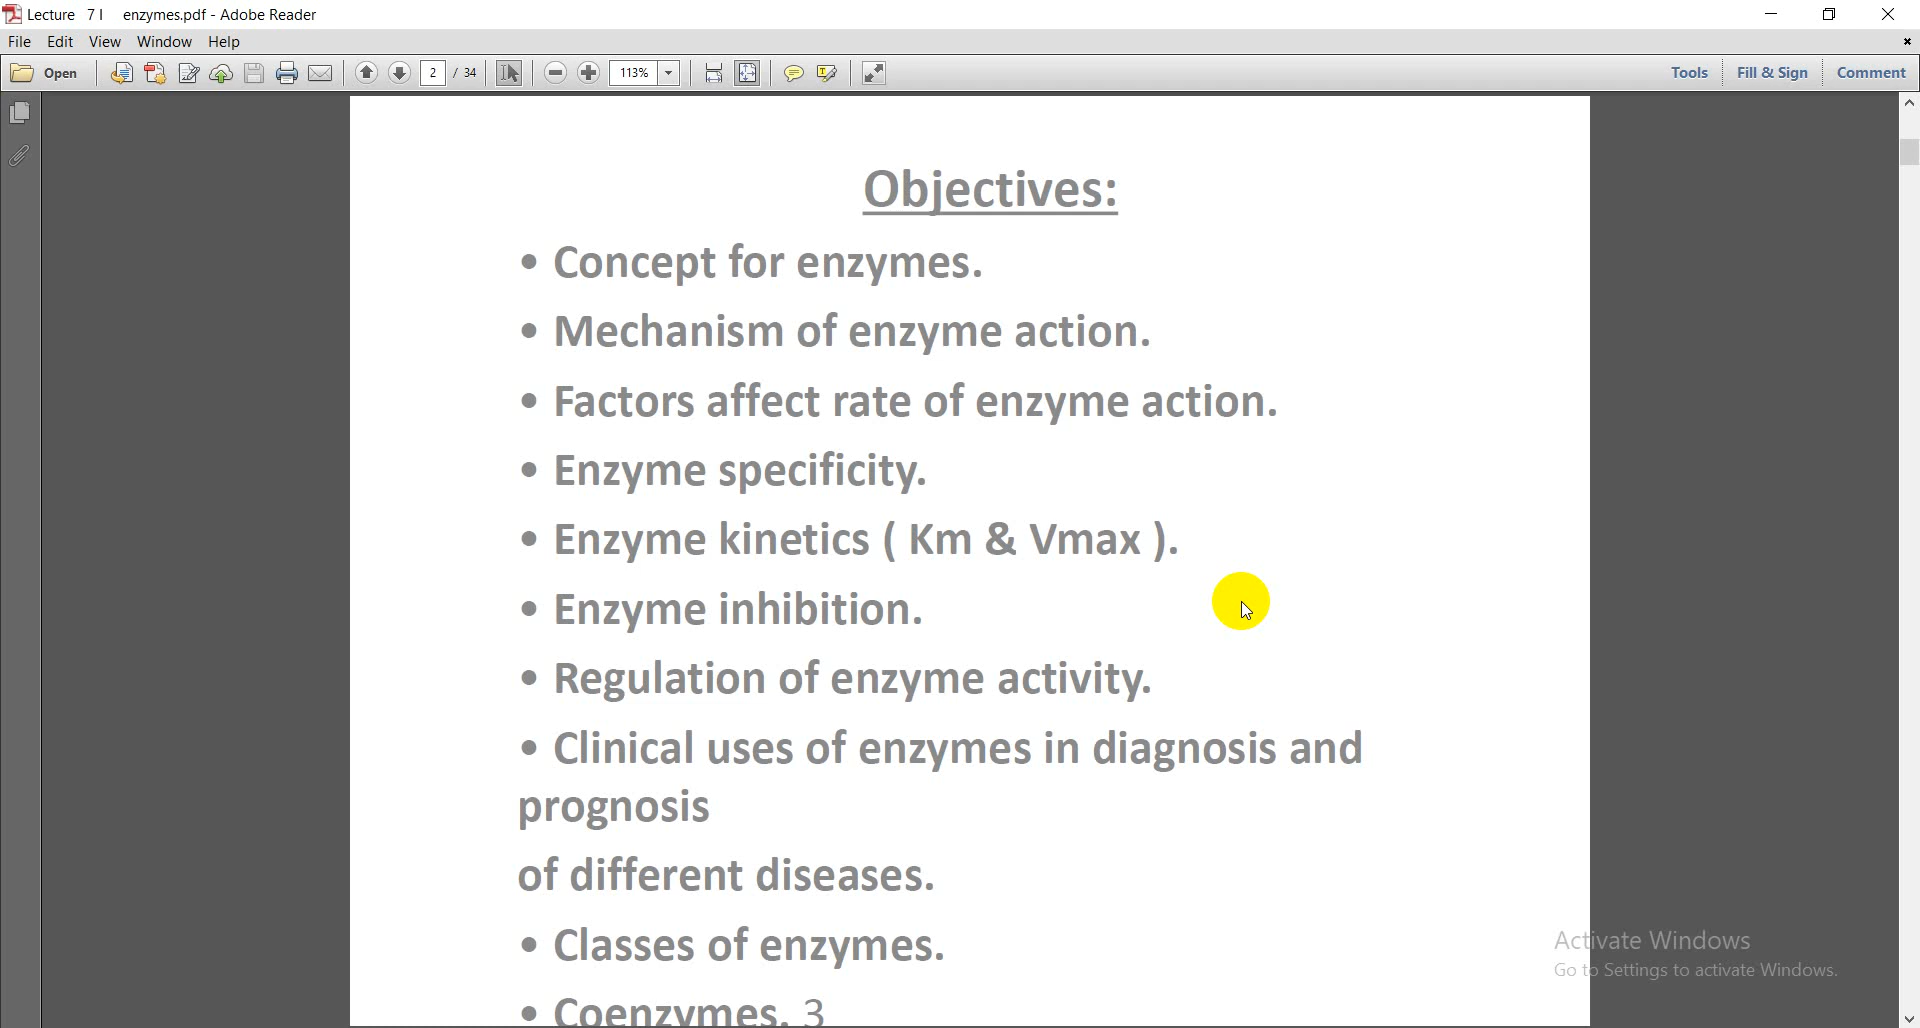 Lecture 7 I enzymes.pdf - Adobe Reader
File Edit View Window Help
Open 2 / 34 113% Tools Fill & Sign Comment
Objectives:
• Concept for enzymes.
• Mechanism of enzyme action.
• Factors affect rate of enzyme action.
• Enzyme specificity.
• Enzyme kinetics ( Km & Vmax ).
• Enzyme inhibition.
• Regulation of enzyme activity.
• Clinical uses of enzymes in diagnosis and
prognosis
of different diseases.
• Classes of enzymes.
• Coenzymes. 3
Activate Windows
Go to Settings to activate Windows.